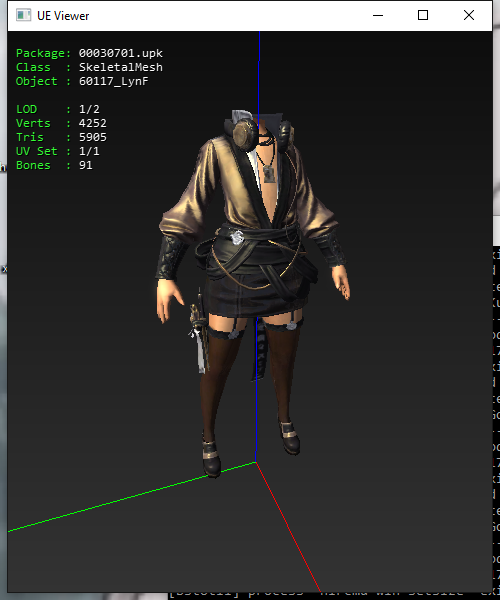 UE Viewer
Package: 00030701.upk
Class : SkeletalMesh
Object : 60117_LynF
LOD : 1/2
Verts : 4252
Tris : 5905
UV Set : 1/1
Bones : 91